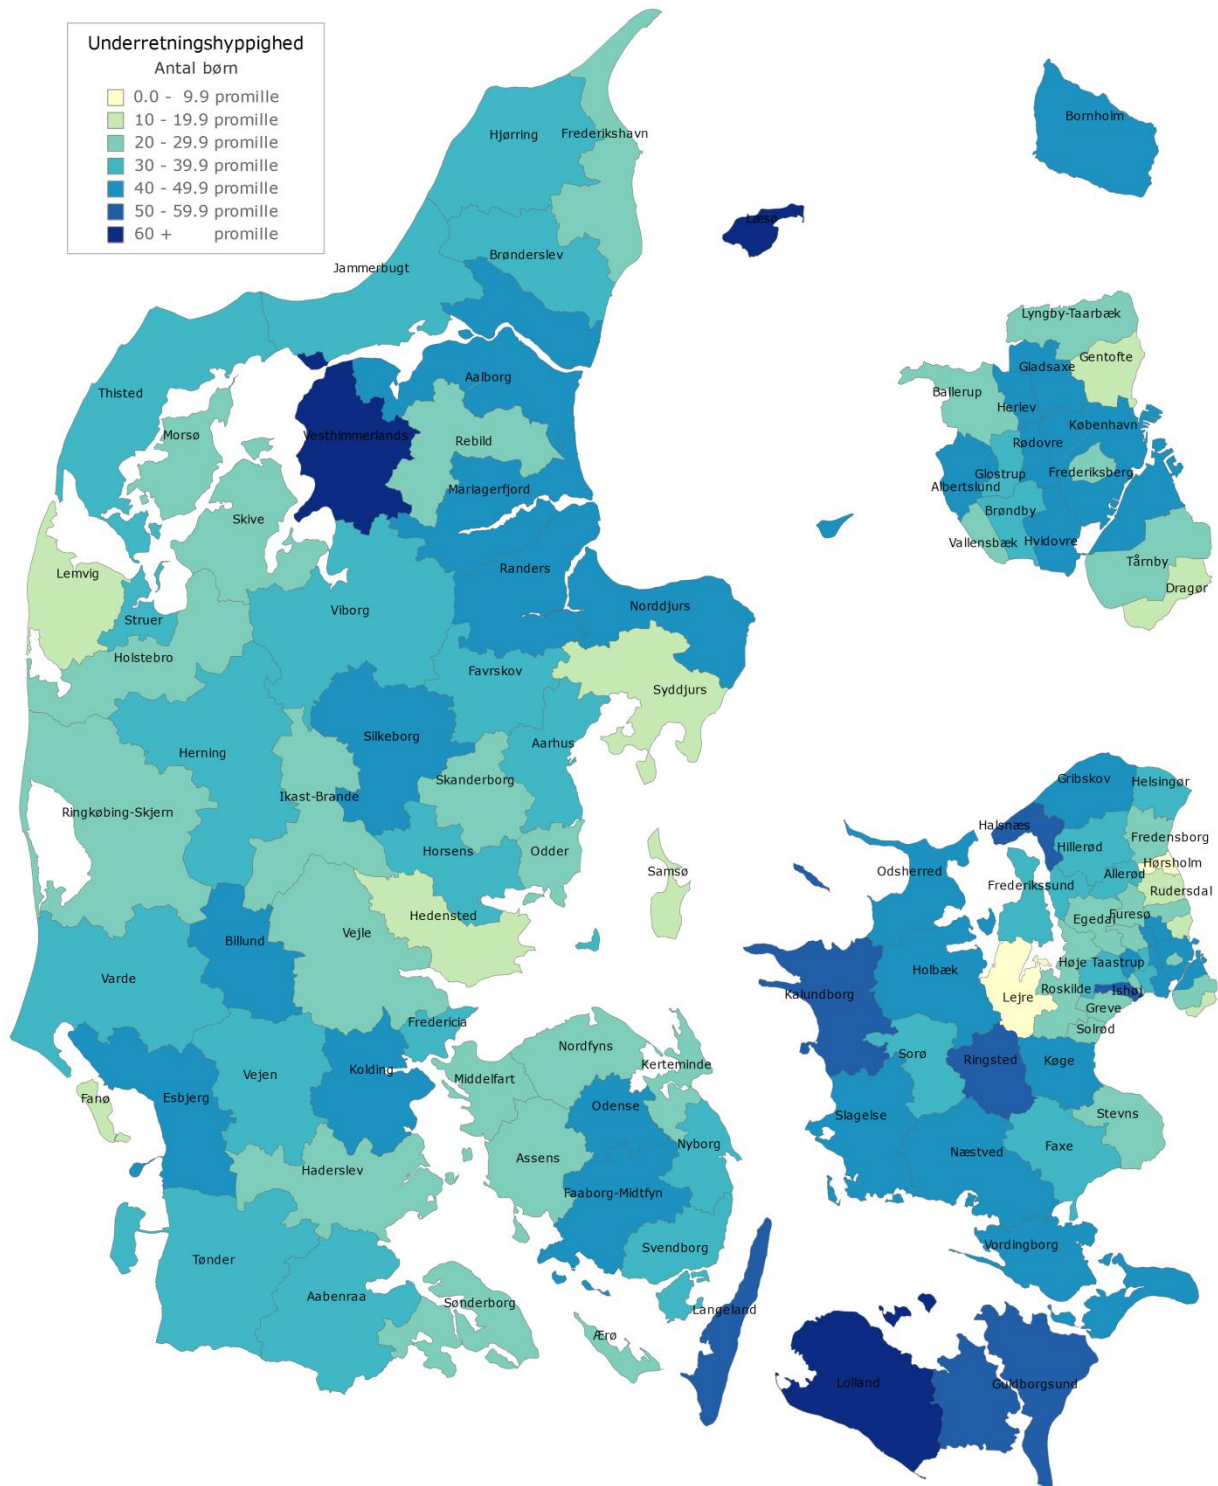 Underretningshyppighed
Antal børn
0.0 - 9.9 promille
10 - 19.9 promille
20 - 29.9 promille
30 - 39.9 promille
40 - 49.9 promille
50 - 59.9 promille
60 + promille
Bornholm
Hjørring
Frederikshavn
Læsø
Brønderslev
Jammerbugt
Lyngby-Taarbæk
Gentofte
Gladsaxe
Aalborg
Thisted
Ballerup
Herlev
København
Morsø
Vesthimmerlands
Rebild
Rødovre
Frederiksberg
Glostrup
Albertslund
Mariagerfjord
Brøndby
Skive
Hvidovre
Vallensbæk
Tårnby
Lemvig
Randers
Dragør
Norddjurs
Viborg
Struer
Holstebro
Favrskov
Syddjurs
Silkeborg
Aarhus
Herning
Skanderborg
Gribskov
Helsingør
Ikast-Brande
Ringkøbing-Skjern
Halsnæs
Fredensborg
Hillerød
Horsens
Odder
Hørsholm
Samsø
Odsherred
Allerød
Frederikssund
Rudersdal
Hedensted
Egedal
Furesø
Vejle
Billund
Høje Taastrup
Holbæk
Varde
Roskilde
Ishøj
Kalundborg
Lejre
Greve
Fredericia
Solrød
Nordfyns
Sorø
Ringsted
Køge
Kerteminde
Kolding
Vejen
Middelfart
Fanø
Esbjerg
Odense
Slagelse
Stevns
Nyborg
Faxe
Assens
Næstved
Haderslev
Faaborg-Midtfyn
Svendborg
Vordingborg
Tønder
Aabenraa
Sønderborg
Langeland
Ærø
Lolland
Guldborgsund